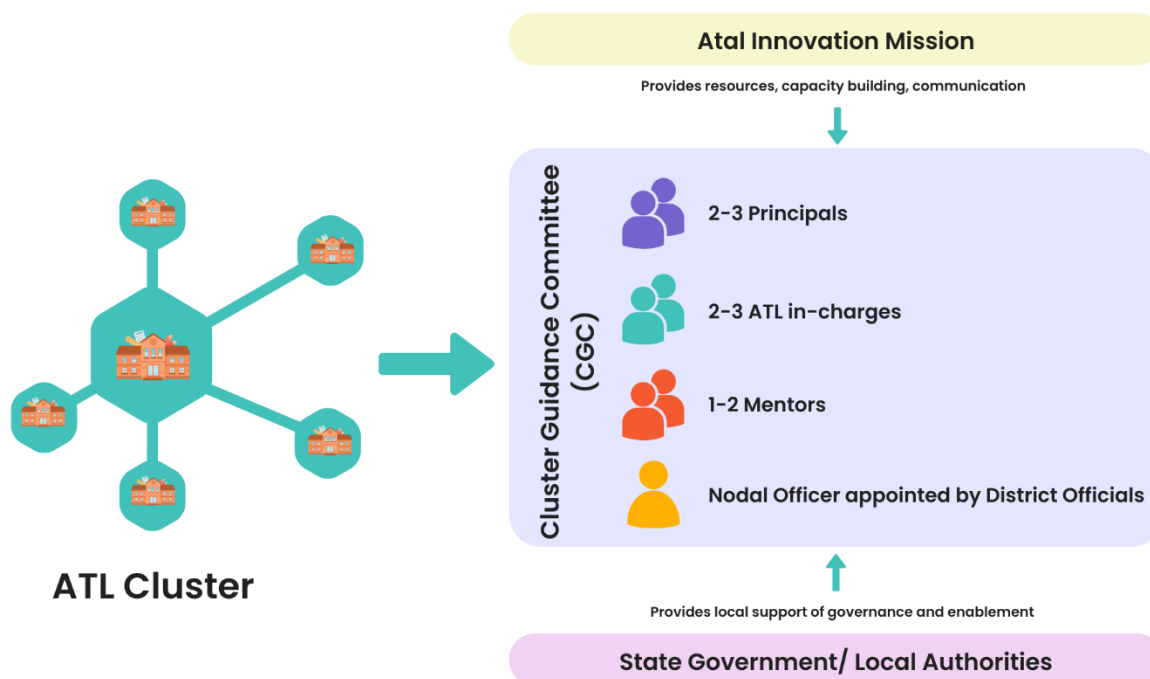 Atal Innovation Mission
Provides resources, capacity building, communication
Cluster Guidance Committee
(CGC)
2-3 Principals
2-3 ATL in-charges
1-2 Mentors
Nodal Officer appointed by District Officials
ATL Cluster
Provides local support of governance and enablement
State Government/ Local Authorities